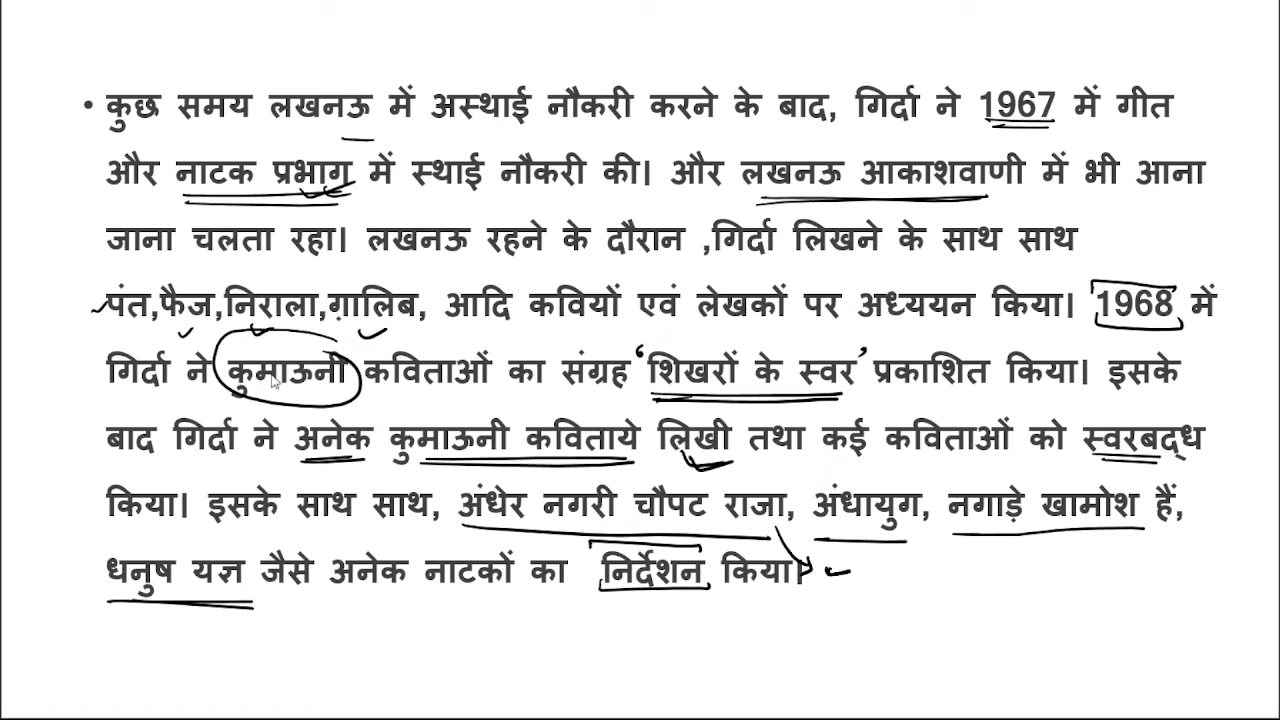 • कुछ समय लखनऊ में अस्थाई नौकरी करने के बाद, गिर्दा ने 1967 में गीत
और नाटक प्रभाग में स्थाई नौकरी की। और लखनऊ आकाशवाणी में भी आना
जाना चलता रहा। लखनऊ रहने के दौरान ,गिर्दा लिखने के साथ साथ
पंत,फैज,निराला,ग़ालिब, आदि कवियों एवं लेखकों पर अध्ययन किया। 1968 में
गिर्दा ने कुमाऊनी कविताओं का संग्रह ‘शिखरों के स्वर’ प्रकाशित किया। इसके
बाद गिर्दा ने अनेक कुमाऊनी कविताये लिखी तथा कई कविताओं को स्वरबद्ध
किया। इसके साथ साथ, अंधेर नगरी चौपट राजा, अंधायुग, नगाड़े खामोश हैं,
धनुष यज्ञ जैसे अनेक नाटकों का निर्देशन किया।